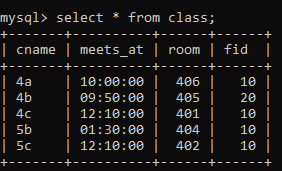 mysql> select * from class;
+-------+----------+------+------+
| cname | meets_at | room | fid  |
+-------+----------+------+------+
| 4a    | 10:00:00 |  406 |   10 |
| 4b    | 09:50:00 |  405 |   20 |
| 4c    | 12:10:00 |  401 |   10 |
| 5b    | 01:30:00 |  404 |   10 |
| 5c    | 12:10:00 |  402 |   10 |
+-------+----------+------+------+